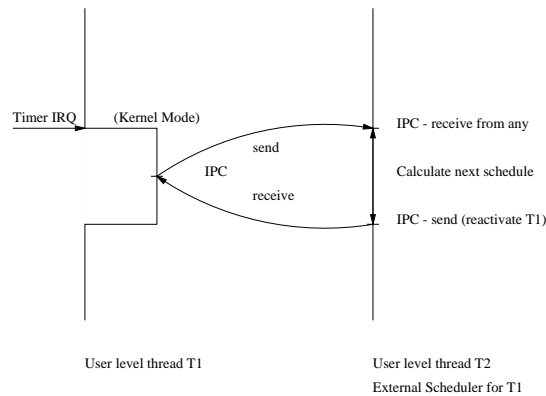 Timer IRQ
(Kernel Mode)
IPC - receive from any
send
IPC
Calculate next schedule
receive
IPC - send (reactivate T1)
User level thread T1
User level thread T2
External Scheduler for T1